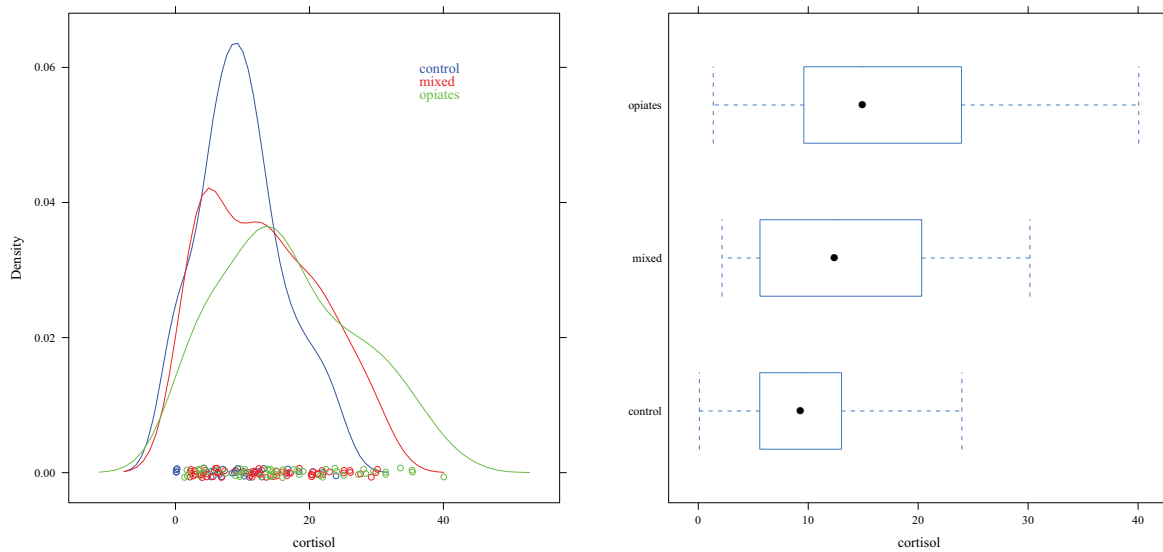 0.06
0.04
0.02
0.00
Density
control
mixed
opiates
0 20 40
cortisol
opiates
mixed
control
0 10 20 30 40
cortisol